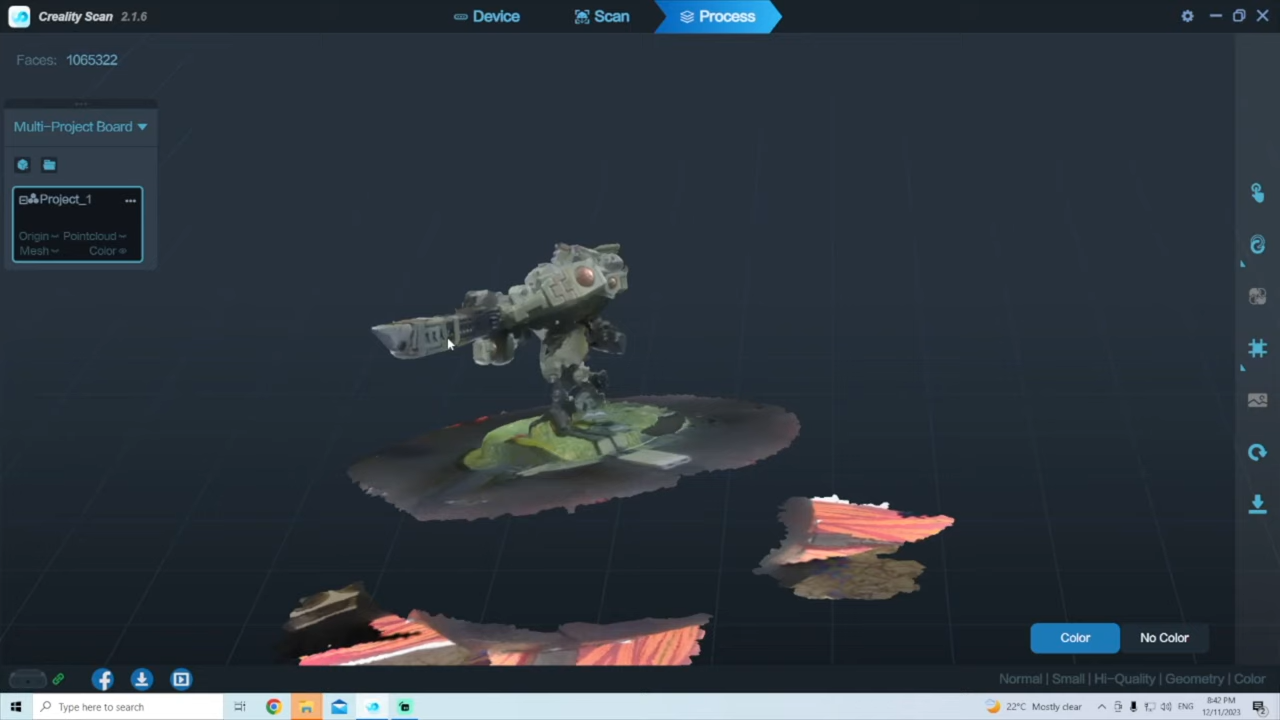 Creality Scan 2.1.6
Device
Scan
Process
Faces: 1065322
Multi-Project Board
Project_1
Origin
Pointcloud
Mesh
Color
Color
No Color
Normal | Small | Hi-Quality | Geometry | Color
Type here to search
22°C Mostly clear
ENG
8:42 PM
12/11/2023